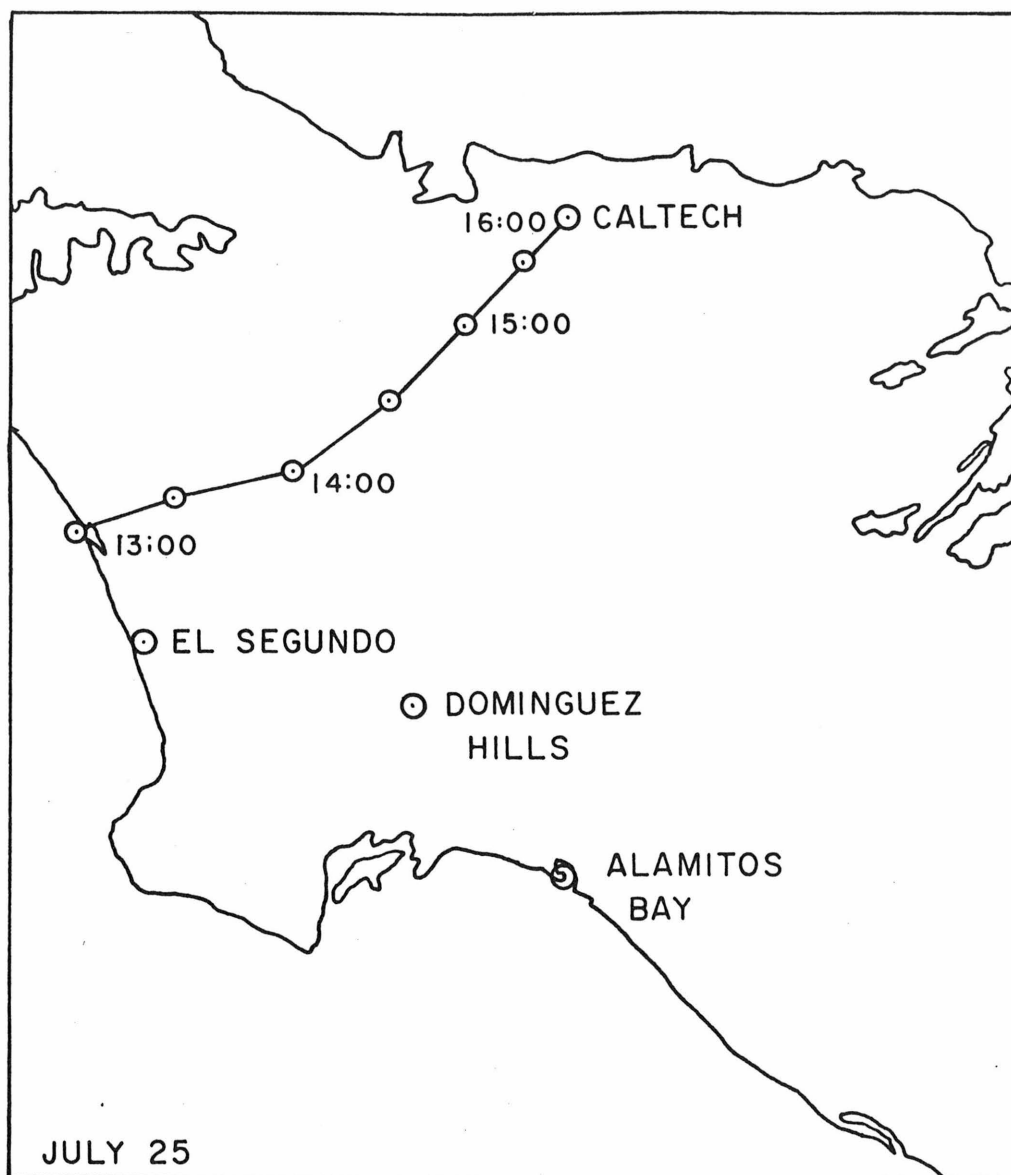 16:00 CALTECH
15:00
14:00
13:00
EL SEGUNDO
DOMINGUEZ
HILLS
ALAMITOS
BAY
JULY 25